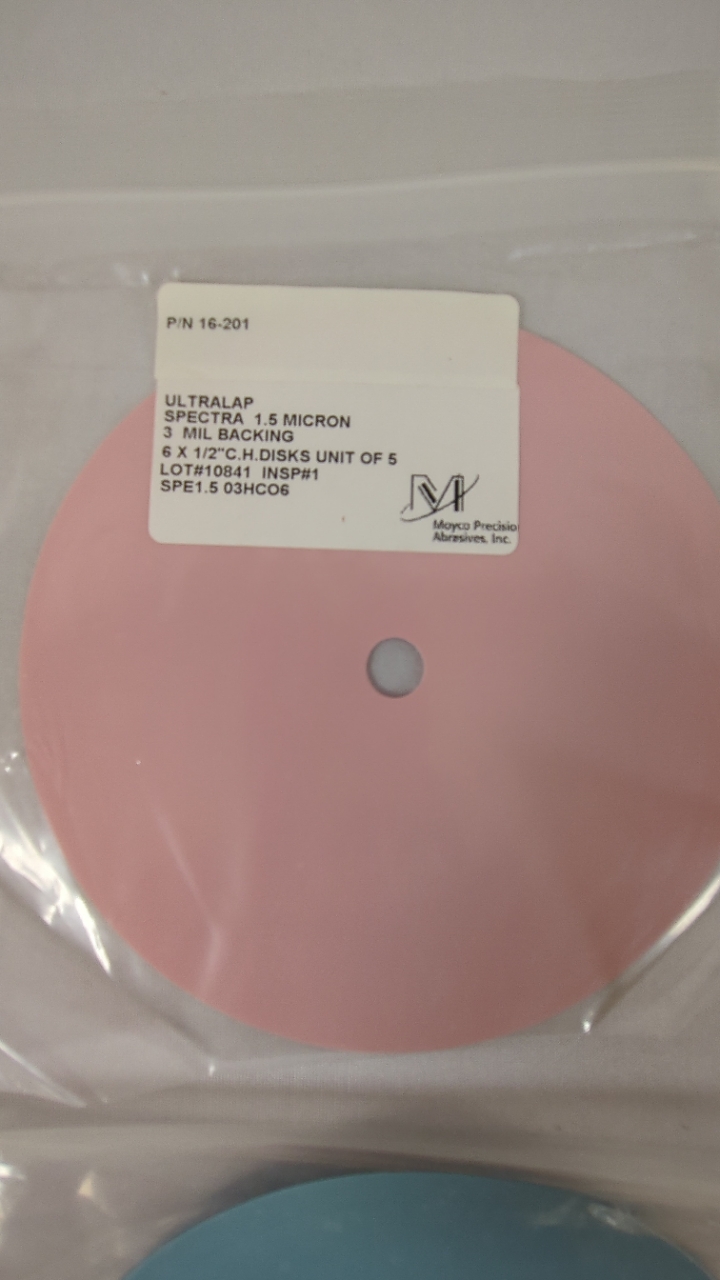 P/N 16-201
ULTRALAP
SPECTRA 1.5 MICRON
3 MIL BACKING
6 X 1/2"C.H.DISKS UNIT OF 5
LOT#10841 INSP#1
SPE1.5 03HCO6
M
Moyco Precisio
Abrasives, Inc.